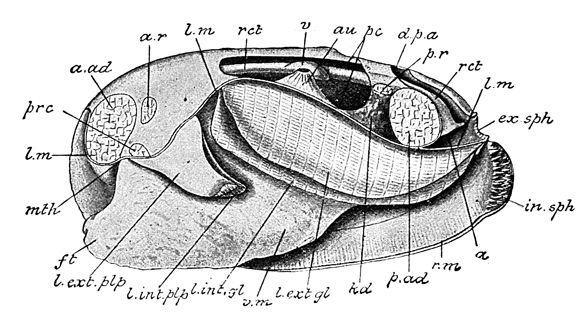 l.m rct v au pc d.p.a
a.r p.r
a.ad rct
l.m
prc ex.sph
l.m
mth in.sph
ft a
l.ext.plp l.int.plp l.int.gl v.m l.ext gl kd p.ad r.m